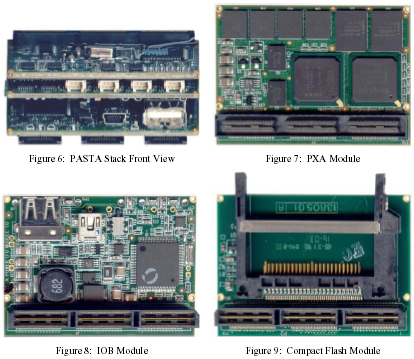 Figure 6: PASTA Stack Front View
Figure 7: PXA Module
689
Figure 8: IOB Module
Figure 9: Compact Flash Module